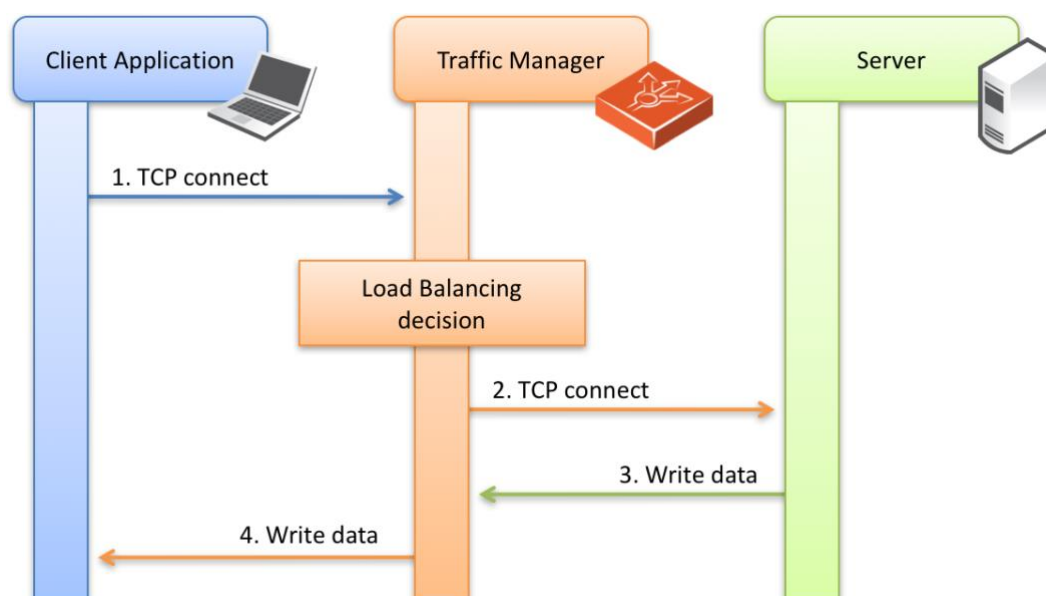 Client Application
Traffic Manager
Server
1. TCP connect
Load Balancing
decision
2. TCP connect
3. Write data
4. Write data